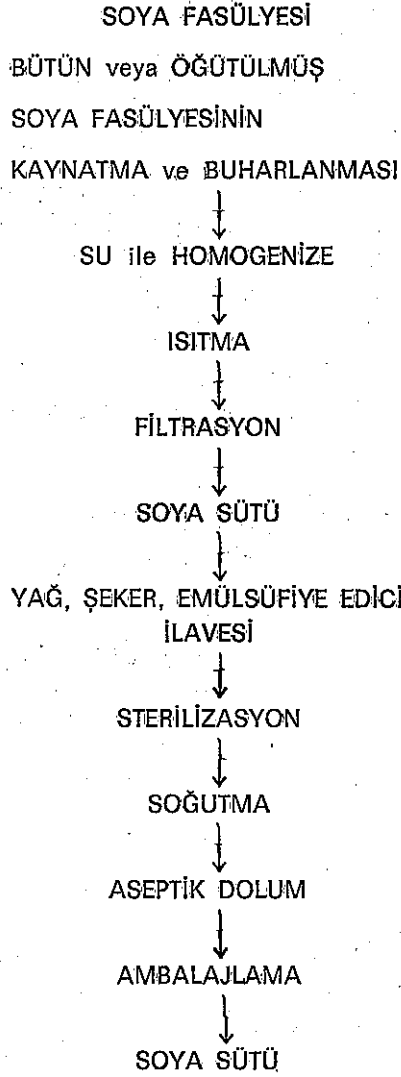 SOYA FASÜLYESİ
BÜTÜN veya ÖĞÜTÜLMÜŞ
SOYA FASÜLYESİNİN
KAYNATMA ve BUHARLANMASI
SU ile HOMOGENİZE
ISITMA
FİLTRASYON
SOYA SÜTÜ
YAĞ, ŞEKER, EMÜLSÜFİYE EDİCİ
İLAVESİ
STERİLİZASYON
SOĞUTMA
ASEPTİK DOLUM
AMBALAJLAMA
SOYA SÜTÜ